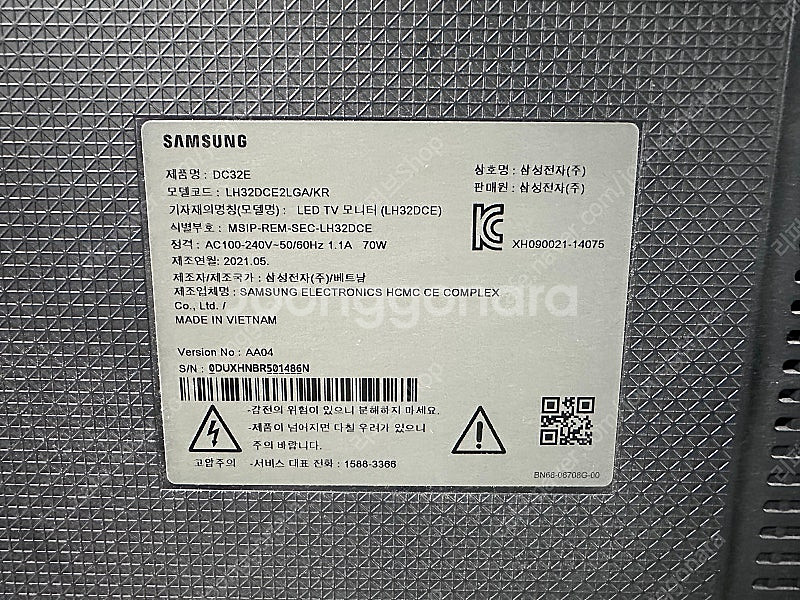 SAMSUNG
제품명 : DC32E
상호명 : 삼성전자(주)
모델코드 : LH32DCE2LGA/KR
판매원 : 삼성전자(주)
기자재의명칭(모델명) : LED TV 모니터 (LH32DCE)
식별부호 : MSIP-REM-SEC-LH32DCE
XH090021-14075
정격 : AC100-240V~50/60Hz 1.1A 70W
제조연월: 2021.05.
제조자/제조국가 : 삼성전자(주)/베트남
제조업체명 : SAMSUNG ELECTRONICS HCMC CE COMPLEX
Co., Ltd. /
MADE IN VIETNAM
Version No : AA04
S/N : 0DUXHNBR501486N
-감전의 위험이 있으니 분해하지 마세요.
-제품이 넘어지면 다칠 우려가 있으니
주의 바랍니다.
고압주의 -서비스 대표 전화 : 1588-3366
BN68-06708G-00
joonggonara